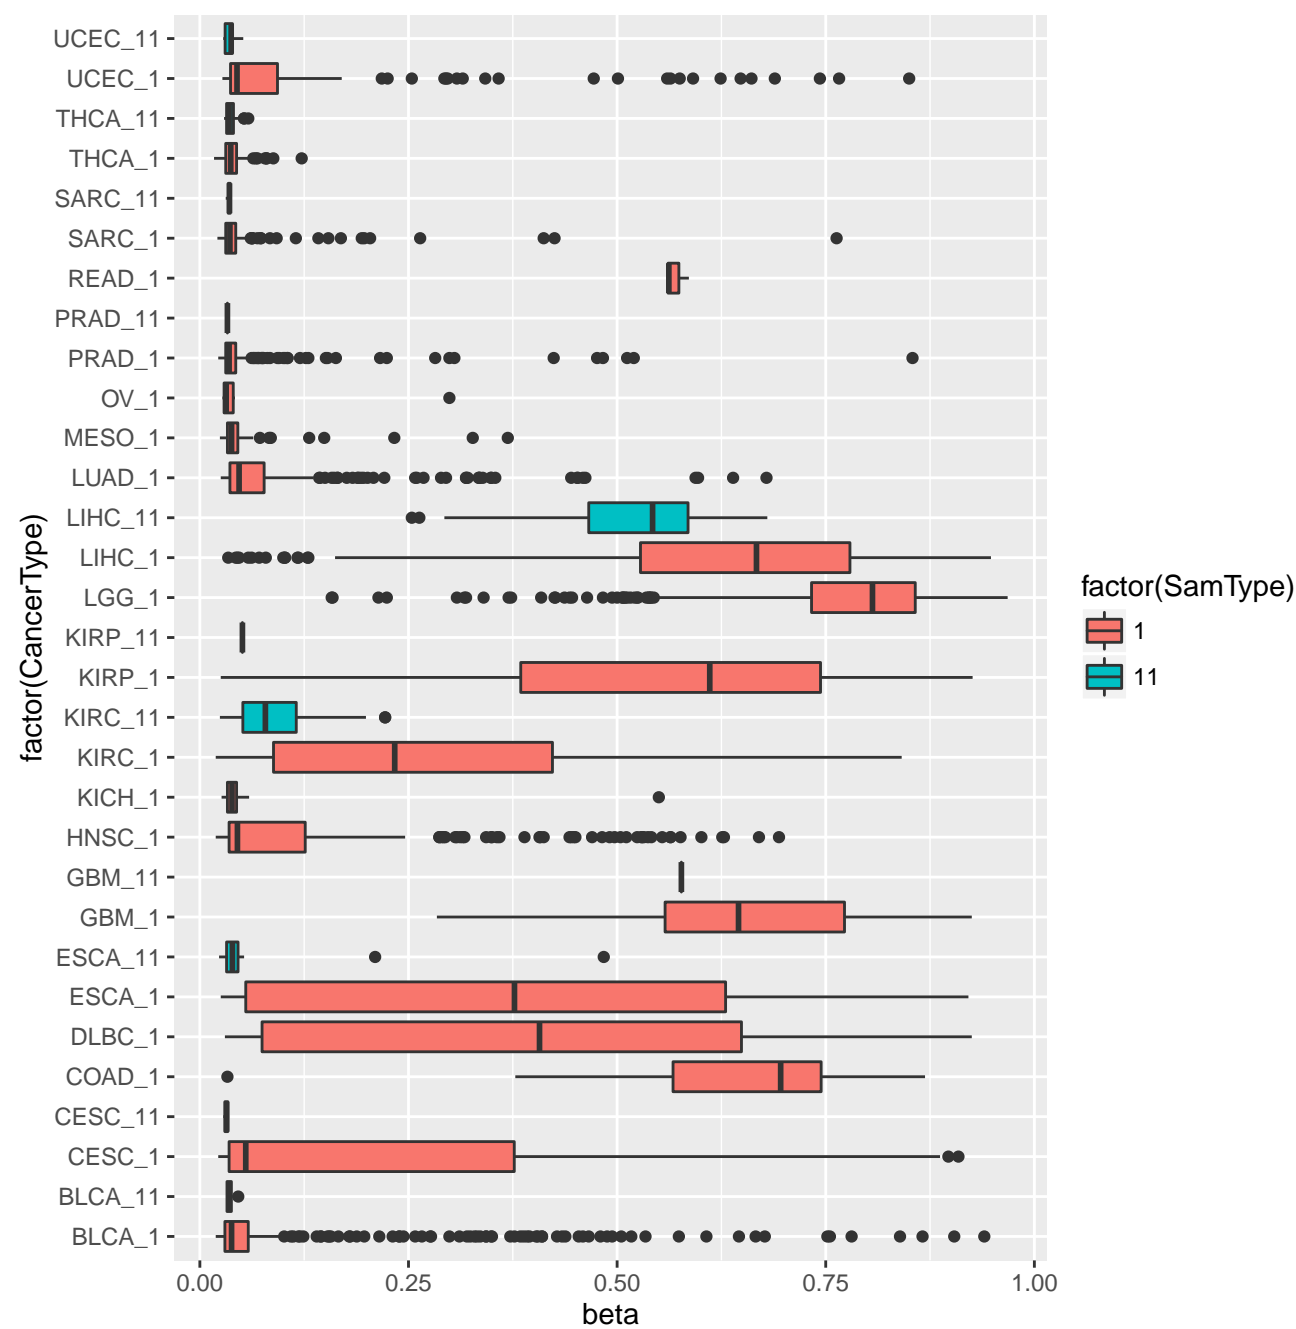 UCEC_11
UCEC_1
THCA_11
THCA_1
SARC_11
SARC_1
READ_1
PRAD_11
PRAD_1
OV_1
MESO_1
LUAD_1
LIHC_11
LIHC_1
LGG_1
KIRP_11
KIRP_1
KIRC_11
KIRC_1
KICH_1
HNSC_1
GBM_11
GBM_1
ESCA_11
ESCA_1
DLBC_1
COAD_1
CESC_11
CESC_1
BLCA_11
BLCA_1
factor(CancerType)
0.00 0.25 0.50 0.75 1.00
beta
factor(SamType)
1
11